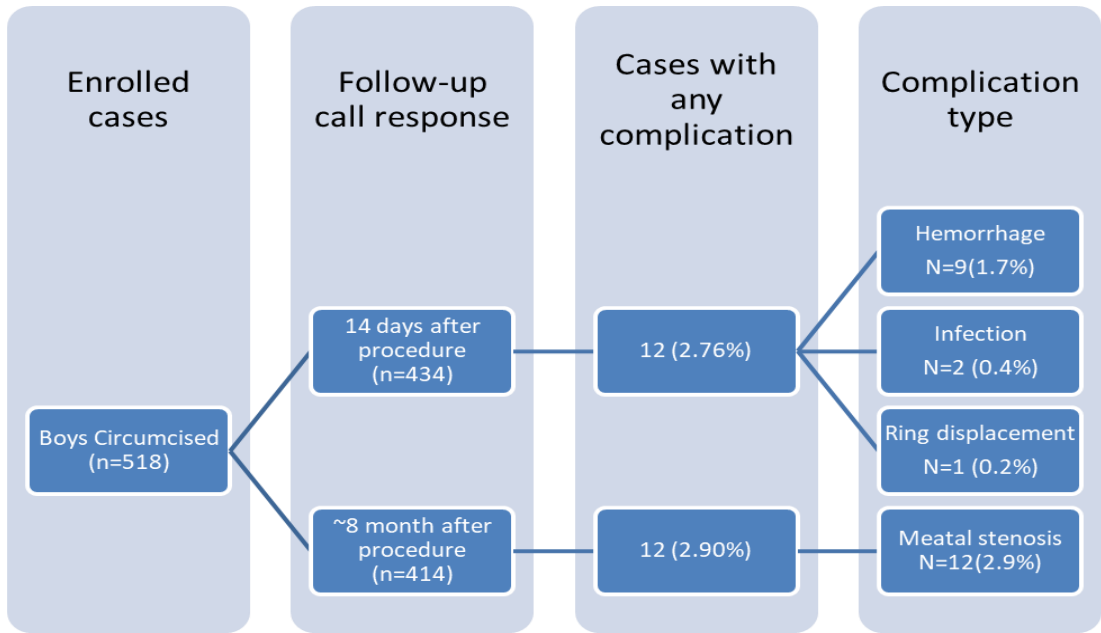 Enrolled
cases
Follow-up
call response
Cases with
any
complication
Complication
type
Boys Circumcised
(n=518)
14 days after
procedure
(n=434)
~8 month after
procedure
(n=414)
12 (2.76%)
12 (2.90%)
Hemorrhage
N=9(1.7%)
Infection
N=2 (0.4%)
Ring displacement
N=1 (0.2%)
Meatal stenosis
N=12(2.9%)